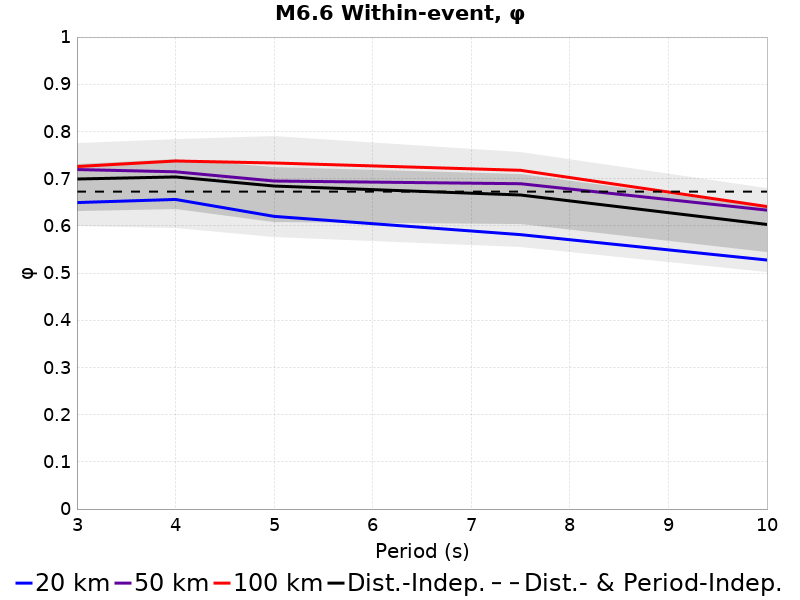 M6.6 Within-event, φ
1
0.9
0.8
0.7
0.6
0.5
0.4
0.3
0.2
0.1
0
φ
3 4 5 6 7 8 9 10
Period (s)
20 km 50 km 100 km Dist.-Indep. Dist.- & Period-Indep.